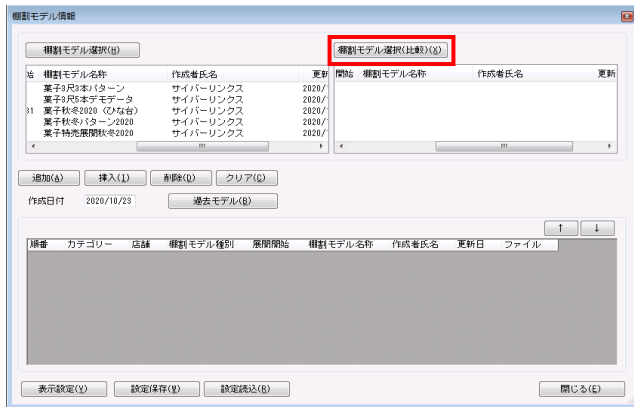 棚割モデル情報
棚割モデル選択(H) 棚割モデル選択(比較)(X)
始 棚割モデル名称 作成者氏名 更新 開始 棚割モデル名称 作成者氏名 更新
菓子3尺3本パターン サイバーリンクス 2020/
菓子3尺5本デモデータ サイバーリンクス 2020/
31 菓子秋冬2020（ひな台） サイバーリンクス 2020/
菓子秋冬パターン2020 サイバーリンクス 2020/
菓子特売展開秋冬2020 サイバーリンクス 2020/
追加(A) 挿入(I) 削除(D) クリア(C)
作成日付 2020/10/23 過去モデル(B)
↑ ↓
順番 カテゴリー 店舗 棚割モデル種別 展開開始 棚割モデル名称 作成者氏名 更新日 ファイル
表示設定(V) 設定保存(W) 設定読込(R) 閉じる(E)